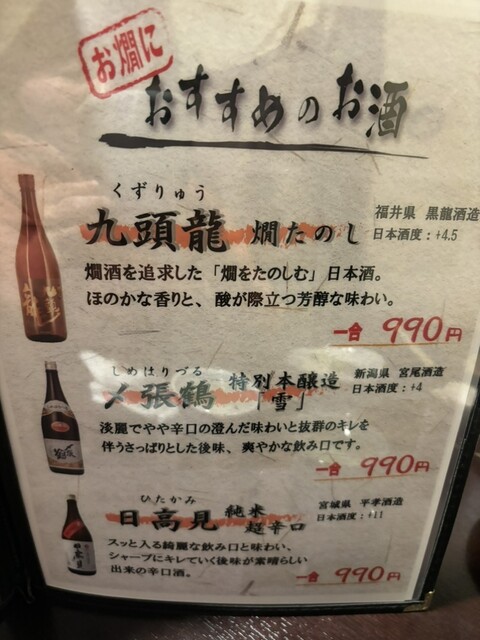 お燗に
おすすめのお酒
くずりゅう
九頭龍 燗たのし
福井県 黒龍酒造
日本酒度：+4.5
燗酒を追求した「燗をたのしむ」日本酒。
ほのかな香りと、酸が際立つ芳醇な味わい。
一合 990円
しめはりづる
〆張鶴 特別本醸造「雪」
新潟県 宮尾酒造
日本酒度：+4
淡麗でやや辛口の澄んだ味わいと抜群のキレを
伴うさっぱりとした後味、爽やかな飲み口です。
一合 990円
ひたかみ
日高見 純米超辛口
宮城県 平孝酒造
日本酒度：+11
スッと入る綺麗な飲み口と味わい、
シャープにキレていく後味が素晴らしい
出来の辛口酒。
一合 990円